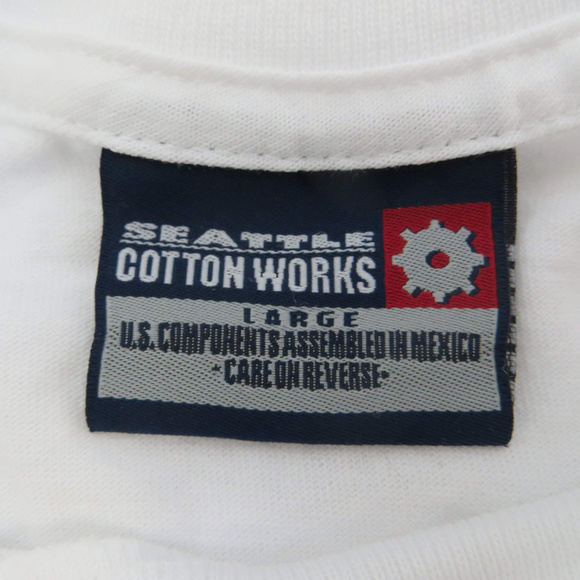 SEATTLE
COTTON WORKS
LARGE
U.S. COMPONENTS ASSEMBLED IN MEXICO
-CARE ON REVERSE-